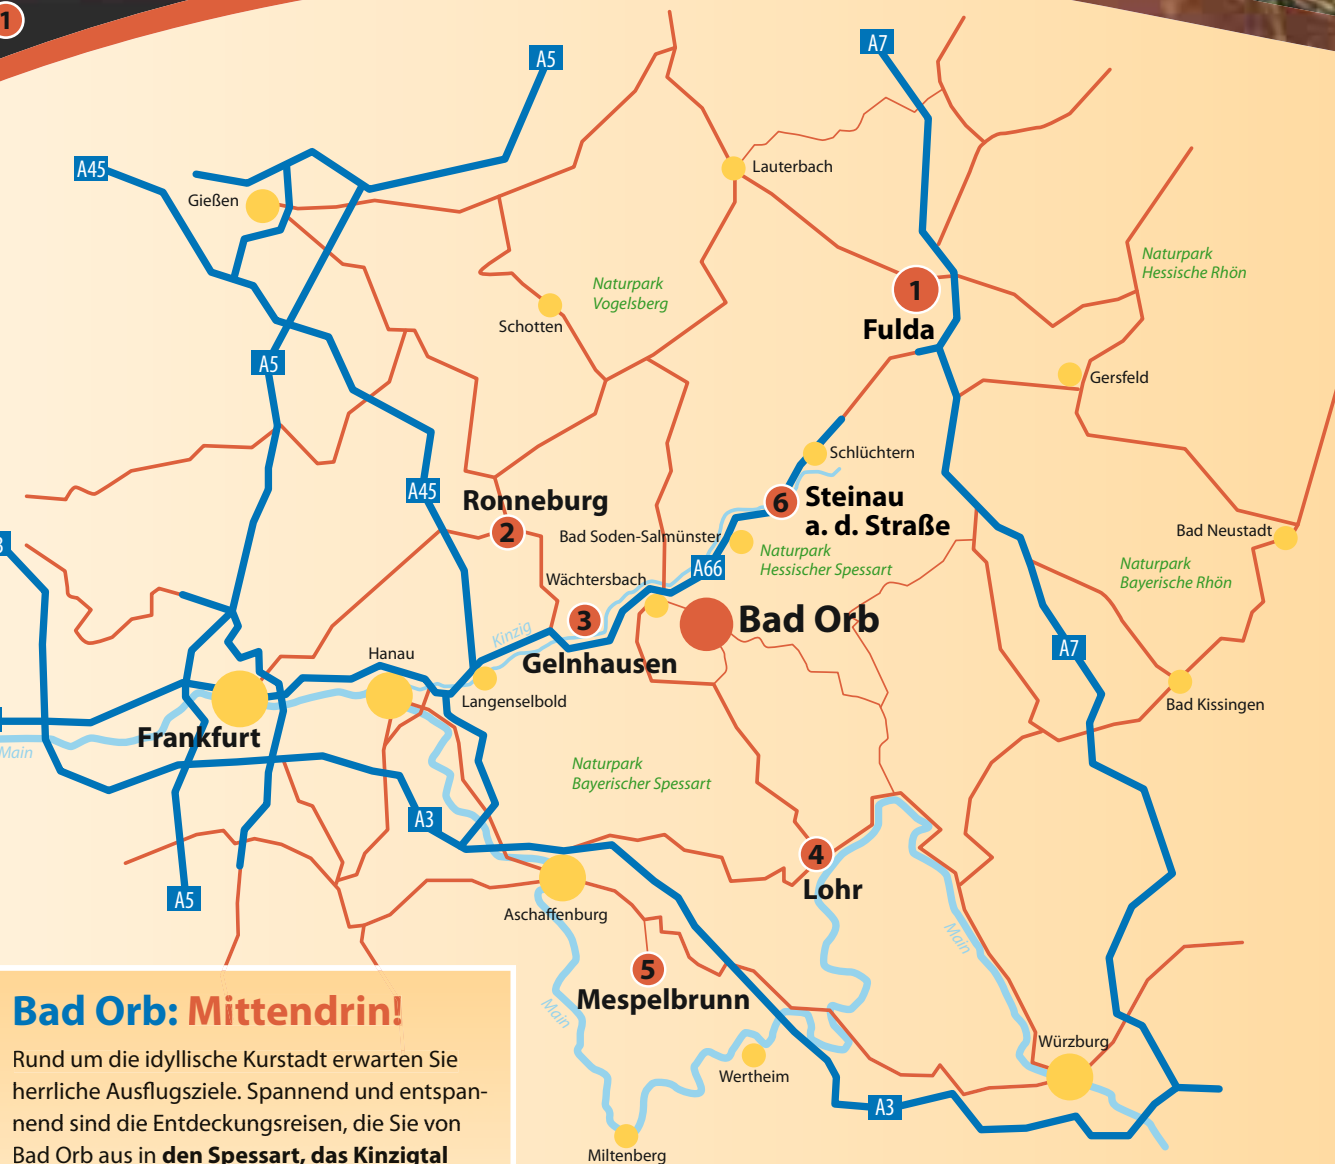 1
A5
A7
A45
Lauterbach
Gießen
Naturpark
Hessische Rhön
Naturpark
Vogelsberg
1
Schotten
Fulda
A5
Gersfeld
Schlüchtern
A45
Ronneburg
6
Steinau
a. d. Straße
2
Bad Soden-Salmünster
Bad Neustadt
Naturpark
Hessischer Spessart
A66
Naturpark
Bayerische Rhön
Wächtersbach
3
Bad Orb
Kinzig
Hanau
Gelnhausen
A7
Langenselbold
Bad Kissingen
Frankfurt
Main
Naturpark
Bayerischer Spessart
A3
4
Lohr
A5
Aschaffenburg
Main
5
Mespelbrunn
Main
Würzburg
Wertheim
A3
Miltenberg
Bad Orb: Mittendrin!
Rund um die idyllische Kurstadt erwarten Sie
herrliche Ausflugsziele. Spannend und entspan-
nend sind die Entdeckungsreisen, die Sie von
Bad Orb aus in den Spessart, das Kinzigtal